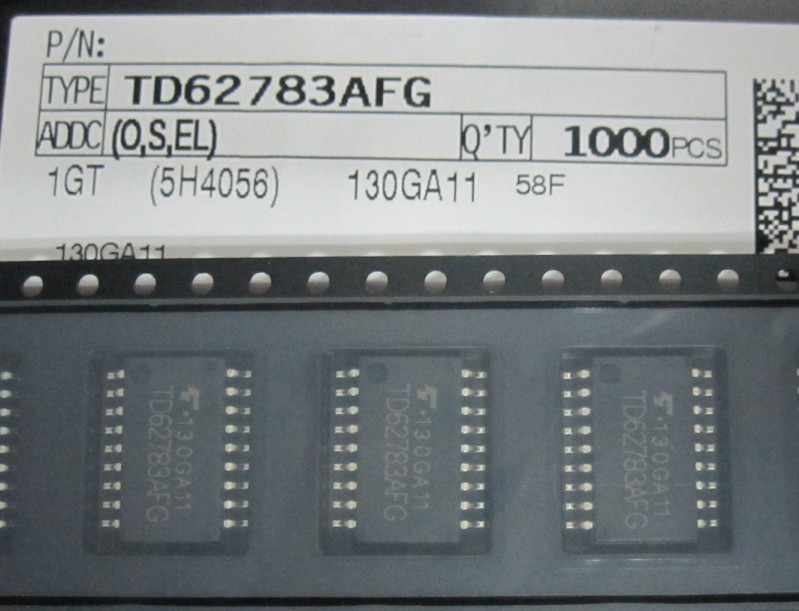 P/N:
TYPE TD62783AFG
ADDC (O,S,EL) Q'TY 1000PCS
1GT (5H4056) 130GA11 58F
130GA11
130GA11
TD62783AFG
130GA11
TD62783AFG
130GA11
TD62783AFG